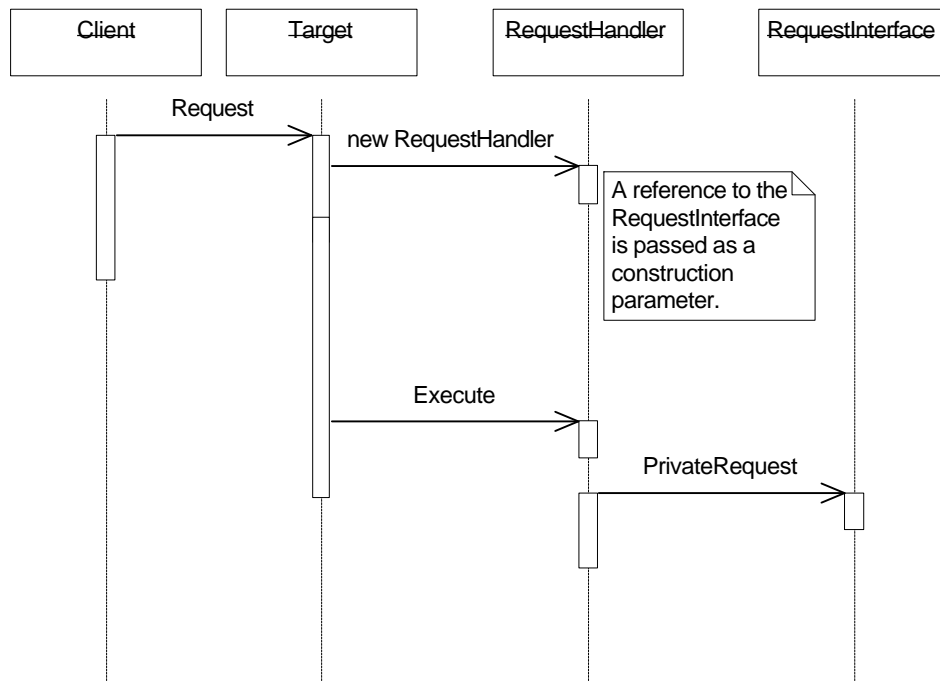 Client
Target
RequestHandler
RequestInterface
Request
new RequestHandler
A reference to the
RequestInterface
is passed as a
construction
parameter.
Execute
PrivateRequest